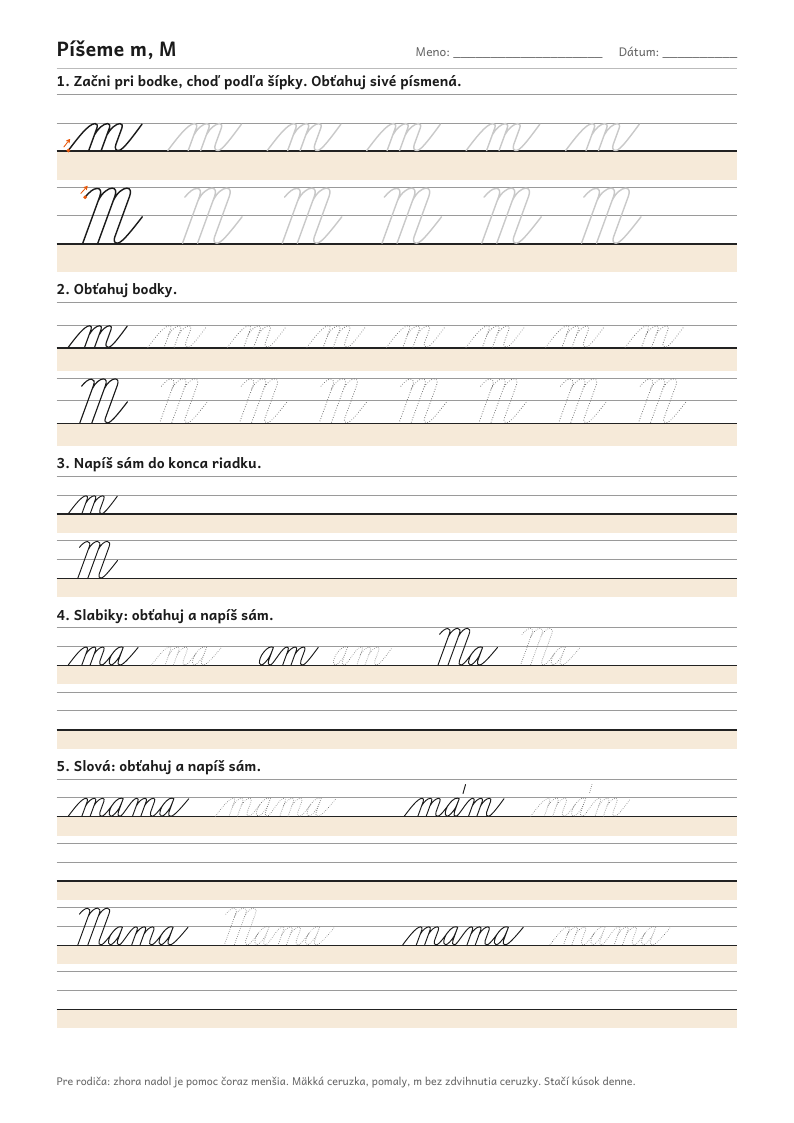 Píšeme m, M Meno: ______________________ Dátum: ___________
1. Začni pri bodke, choď podľa šípky. Obťahuj sivé písmená.
m m m m m m
M M M M M M
2. Obťahuj bodky.
m m m m m m m m
M M M M M M M M
3. Napíš sám do konca riadku.
m
M
4. Slabiky: obťahuj a napíš sám.
ma ma am am Ma Ma
5. Slová: obťahuj a napíš sám.
mama mama mám mám
Mama Mama mama mama
Pre rodiča: zhora nadol je pomoc čoraz menšia. Mäkká ceruzka, pomaly, m bez zdvihnutia ceruzky. Stačí kúsok denne.